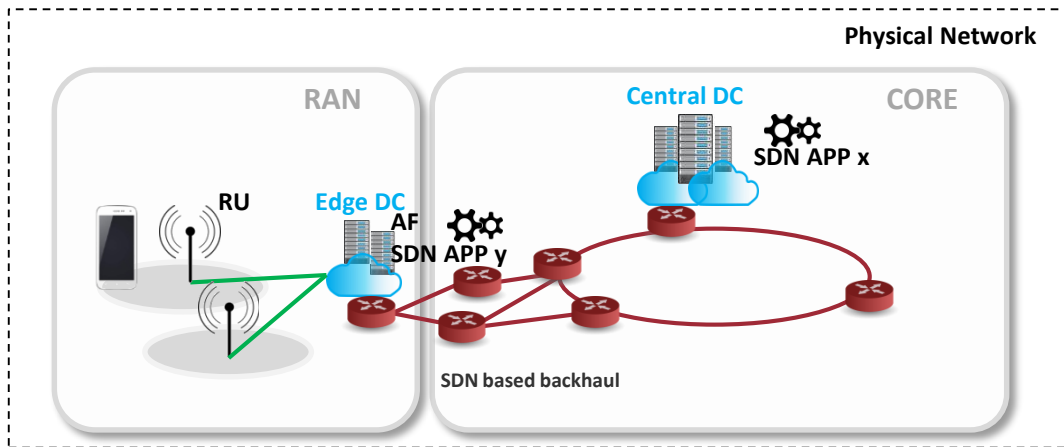 Physical Network
RAN
CORE
Central DC
SDN APP x
RU
Edge DC
AF
SDN APP y
SDN based backhaul